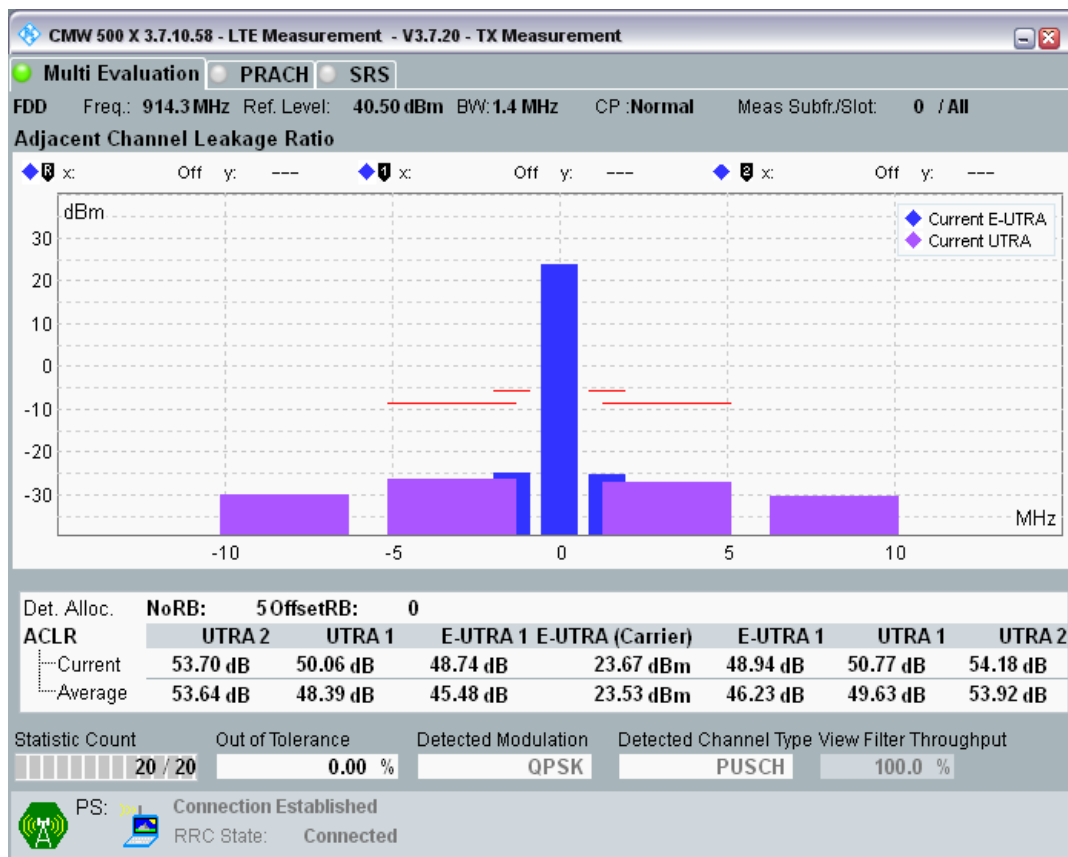 CMW 500 X 3.7.10.58 - LTE Measurement - V3.7.20 - TX Measurement
Multi Evaluation PRACH SRS
FDD Freq.: 914.3 MHz Ref. Level: 40.50 dBm BW: 1.4 MHz CP :Normal Meas Subfr./Slot: 0 / All
Adjacent Channel Leakage Ratio
R x: Off y: --- 1 x: Off y: --- 2 x: Off y: ---
dBm
Current E-UTRA
Current UTRA
30
20
10
0
-10
-20
-30
MHz
-10 -5 0 5 10
Det. Alloc. NoRB: 5 OffsetRB: 0
ACLR UTRA 2 UTRA 1 E-UTRA 1 E-UTRA (Carrier) E-UTRA 1 UTRA 1 UTRA 2
Current 53.70 dB 50.06 dB 48.74 dB 23.67 dBm 48.94 dB 50.77 dB 54.18 dB
Average 53.64 dB 48.39 dB 45.48 dB 23.53 dBm 46.23 dB 49.63 dB 53.92 dB
Statistic Count Out of Tolerance Detected Modulation Detected Channel Type View Filter Throughput
20 / 20 0.00 % QPSK PUSCH 100.0 %
PS: Connection Established
RRC State: Connected